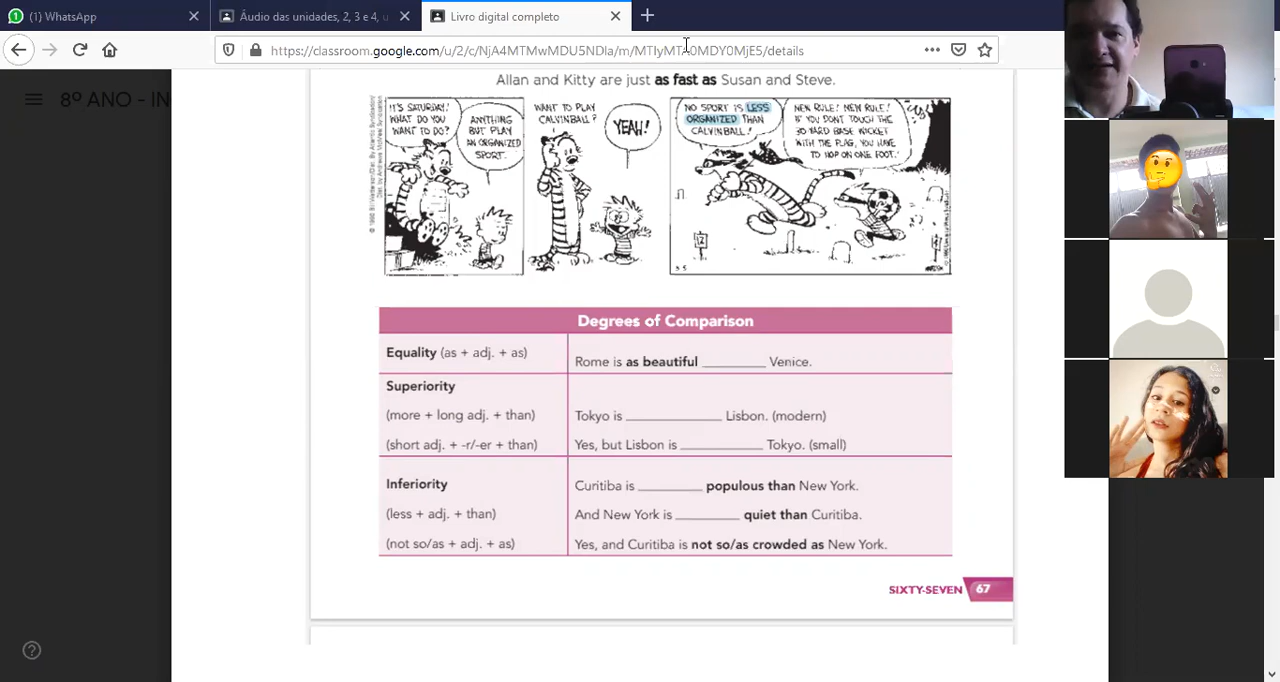 (1) WhatsApp
Áudio das unidades, 2, 3 e 4, u
Livro digital completo
https://classroom.google.com/u/2/c/NjA4MTMwMDU5NDIa/m/MTIyMT 0MDY0MjE5/details
8º ANO - IN
Allan and Kitty are just as fast as Susan and Steve.
IT'S SATURDAY!
WHAT DO YOU
WANT TO DO?
ANYTHING
BUT PLAY
AN ORGANIZED
SPORT.
WANT TO PLAY
CALVINBALL?
YEAH!
NO SPORT IS LESS
ORGANIZED THAN
CALVINBALL!
NEW RULE! NEW RULE!
IF YOU DON'T TOUCH THE
30 YARD BASE WICKET
WITH THE FLAG, YOU HAVE
TO HOP ON ONE FOOT!
Degrees of Comparison
Equality (as + adj. + as)
Rome is as beautiful ________ Venice.
Superiority
(more + long adj. + than)
Tokyo is ____________ Lisbon. (modern)
(short adj. + -r/-er + than)
Yes, but Lisbon is __________ Tokyo. (small)
Inferiority
Curitiba is ________ populous than New York.
(less + adj. + than)
And New York is ________ quiet than Curitiba.
(not so/as + adj. + as)
Yes, and Curitiba is not so/as crowded as New York.
SIXTY-SEVEN 67